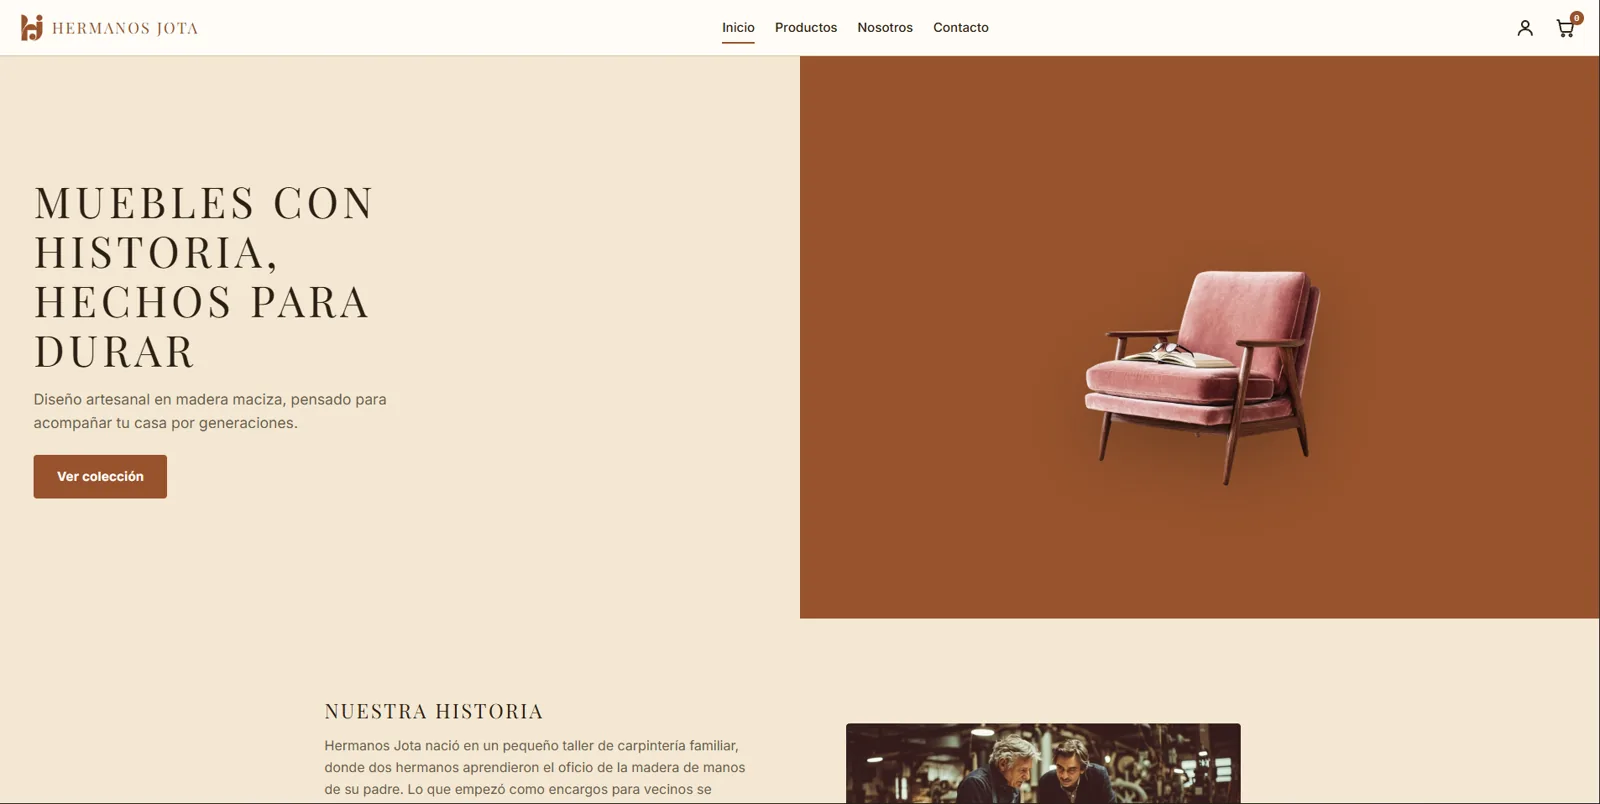 HERMANOS JOTA
Inicio
Productos
Nosotros
Contacto
0
MUEBLES CON
HISTORIA,
HECHOS PARA
DURAR
Diseño artesanal en madera maciza, pensado para
acompañar tu casa por generaciones.
Ver colección
NUESTRA HISTORIA
Hermanos Jota nació en un pequeño taller de carpintería familiar,
donde dos hermanos aprendieron el oficio de la madera de manos
de su padre. Lo que empezó como encargos para vecinos se